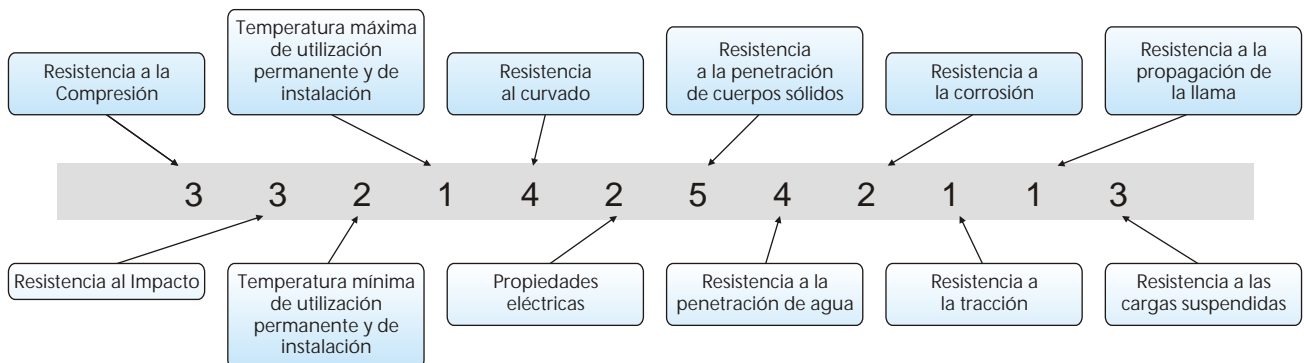 Resistencia a la
Compresión
Temperatura máxima
de utilización
permanente y de
instalación
Resistencia
al curvado
Resistencia
a la penetración
de cuerpos sólidos
Resistencia a
la corrosión
Resistencia a la
propagación de
la llama
3 3 2 1 4 2 5 4 2 1 1 3
Resistencia al Impacto
Temperatura mínima
de utilización
permanente y de
instalación
Propiedades
eléctricas
Resistencia a la
penetración de agua
Resistencia a
la tracción
Resistencia a las
cargas suspendidas